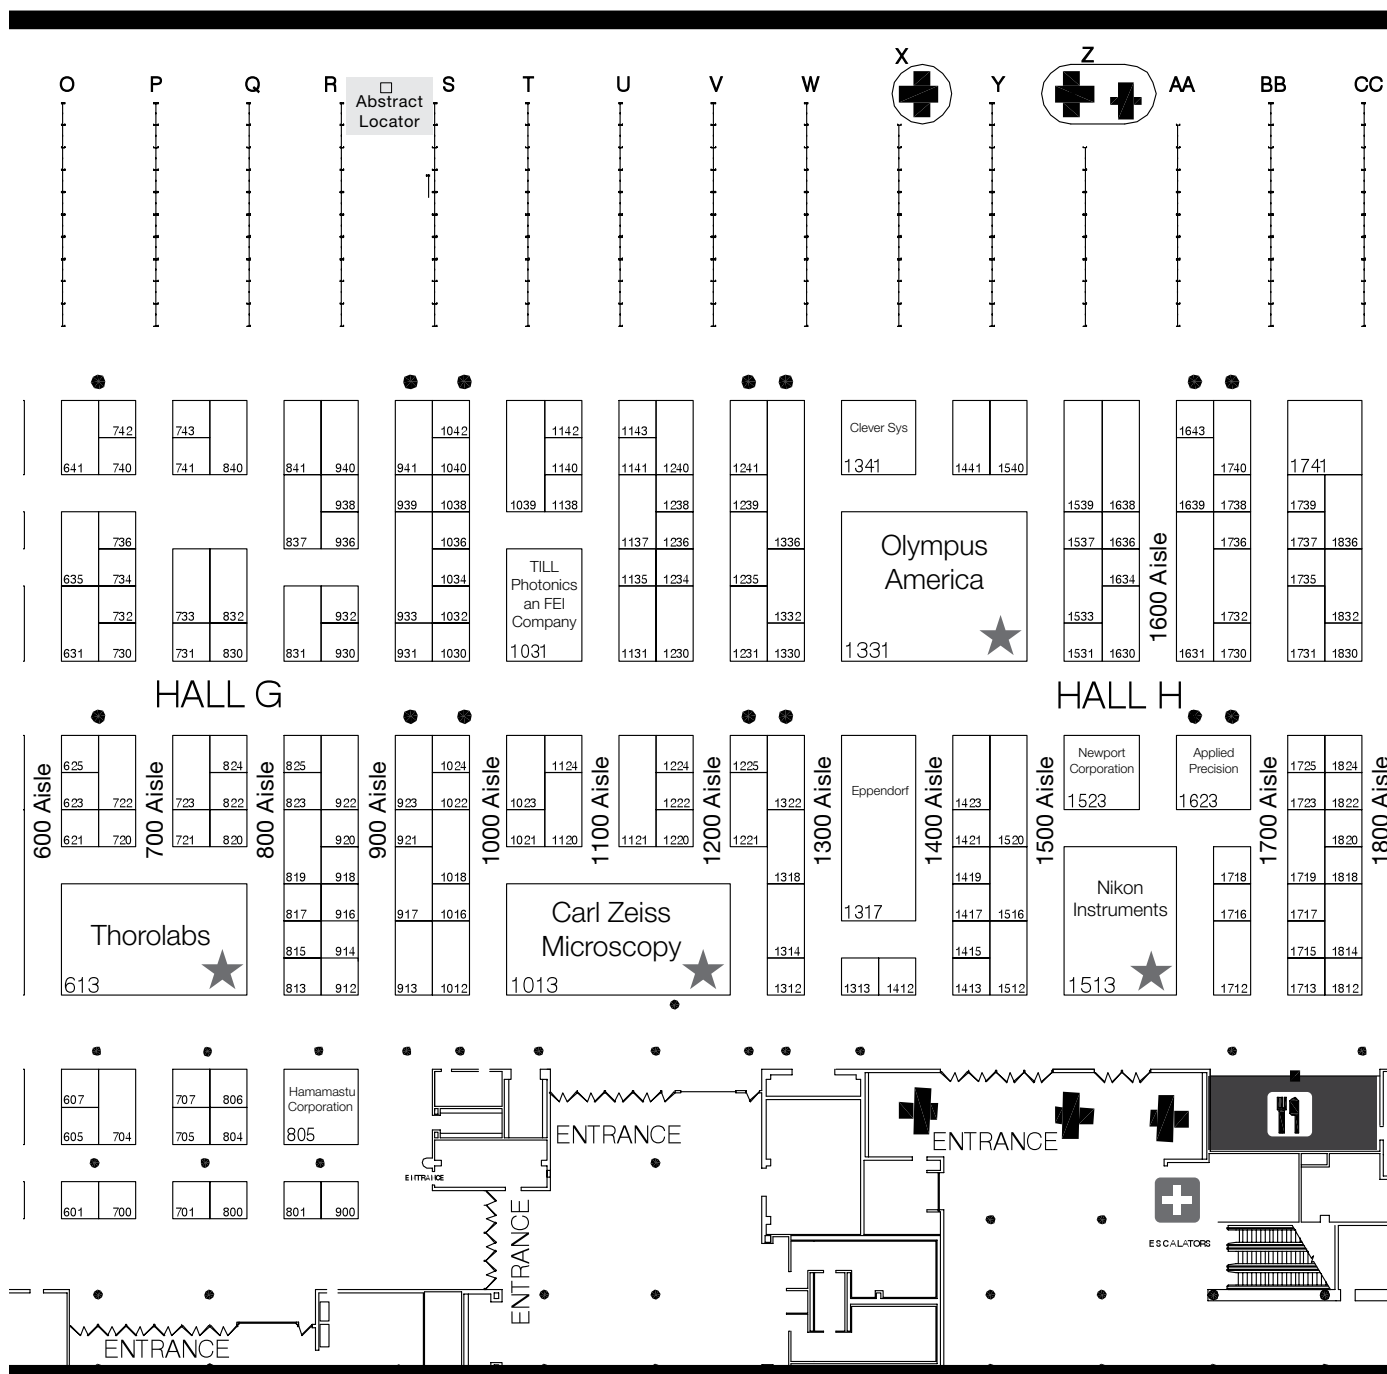 O P Q R S T U V W X Y Z AA BB CC
Abstract
Locator
742 743 1042 1142 1143 Clever Sys 1643
641 740 741 840 841 940 941 1040 1140 1141 1240 1241 1341 1441 1540 1740 1741
938 939 1038 1039 1138 1238 1239 1539 1638 1639 1738 1739
736 837 936 1036 1137 1236 1336 1537 1636 1736 1737 1836
Olympus
America
TILL
Photonics
an FEI
Company
635 734 1034 1135 1234 1235 1634 1735
732 733 832 932 933 1032 1332 1533 1732 1832
631 730 731 830 831 930 931 1030 1031 1131 1230 1231 1330 1331 1531 1630 1631 1730 1731 1830
1600 Aisle
HALL G HALL H
Newport
Corporation
Applied
Precision
625 824 825 1024 1124 1224 1225 1725 1824
Eppendorf
623 722 723 822 823 922 923 1022 1023 1222 1322 1423 1523 1623 1723 1822
621 720 721 820 920 921 1021 1120 1121 1220 1221 1421 1520 1820
600 Aisle 700 Aisle 800 Aisle 900 Aisle 1000 Aisle 1100 Aisle 1200 Aisle 1300 Aisle 1400 Aisle 1500 Aisle 1700 Aisle 1800 Aisle
819 918 1018 1318 1419 1718 1719 1818
Nikon
Instruments
817 916 917 1016 1317 1417 1516 1716 1717
Carl Zeiss
Microscopy
Thorolabs
815 914 1314 1415 1715 1814
613 813 912 913 1012 1013 1312 1313 1412 1413 1512 1513 1712 1713 1812
Hamamastu
Corporation
607 707 806
605 704 705 804 805
ENTRANCE
ENTRANCE
ENTRANCE
601 700 701 800 801 900
ENTRANCE
ESCALATORS
ENTRANCE